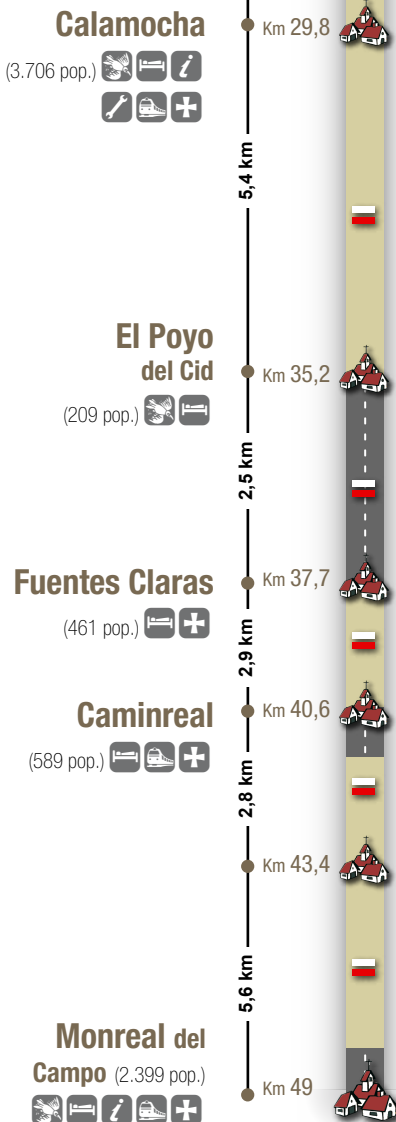 Calamocha
Km 29,8
(3.706 pop.) i
5,4 km
El Poyo
del Cid
Km 35,2
(209 pop.)
2,5 km
Fuentes Claras
Km 37,7
(461 pop.)
2,9 km
Caminreal
Km 40,6
(589 pop.)
2,8 km
Km 43,4
5,6 km
Monreal del
Campo (2.399 pop.)
Km 49
i